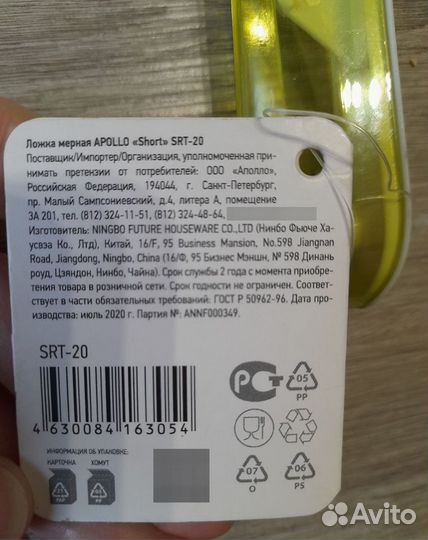 Ложка мерная APOLLO «Short» SRT-20
Поставщик/Импортер/Организация, уполномоченная при-
нимать претензии от потребителей: ООО «Аполло»,
Российская Федерация, 194044, г. Санкт-Петербург,
пр. Малый Сампсониевский, д.4, литера А, помещение
3А 201, тел. (812) 324-11-51, (812) 324-48-64,
Изготовитель: NINGBO FUTURE HOUSEWARE CO.,LTD (Нинбо Фьюче Ха-
усвэа Ко., Лтд), Китай, 16/F, 95 Business Mansion, No.598 Jiangnan
Road, Jiangdong, Ningbo, China (16/Ф, 95 Бизнес Мэншн, № 598 Динань
роуд, Цзяндон, Нинбо, Чайна). Срок службы 2 года с момента приобре-
тения товара в розничной сети. Срок годности не ограничен. Соответ-
ствует в части обязательных требований: ГОСТ Р 50962-96. Дата про-
изводства: июль 2020 г. Партия №: ANNF000349.
SRT-20
4 630084 163054
РСТ
05
PP
07
O
06
PS
ИНФОРМАЦИЯ ОБ УПАКОВКЕ:
КАРТОЧКА ХОМУТ
21
PAP
Avito